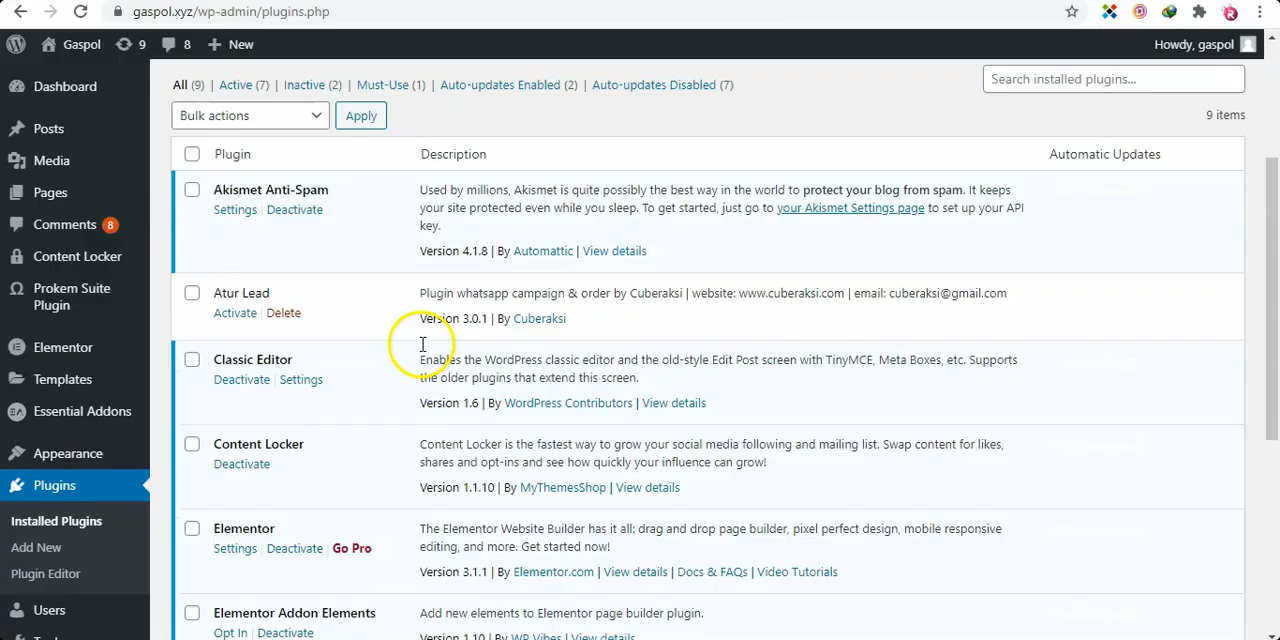 gaspol.xyz/wp-admin/plugins.php
Gaspol 9 8 New Howdy, gaspol
Dashboard
Posts
Media
Pages
Comments 8
Content Locker
Prokem Suite
Plugin
Elementor
Templates
Essential Addons
Appearance
Plugins
Installed Plugins
Add New
Plugin Editor
Users
All (9) | Active (7) | Inactive (2) | Must-Use (1) | Auto-updates Enabled (2) | Auto-updates Disabled (7)
Search installed plugins...
Bulk actions Apply 9 items
Plugin Description Automatic Updates
Akismet Anti-Spam
Settings | Deactivate
Used by millions, Akismet is quite possibly the best way in the world to protect your blog from spam. It keeps
your site protected even while you sleep. To get started, just go to your Akismet Settings page to set up your API
key.
Version 4.1.8 | By Automattic | View details
Atur Lead
Activate | Delete
Plugin whatsapp campaign & order by Cuberaksi | website: www.cuberaksi.com | email: cuberaksi@gmail.com
Version 3.0.1 | By Cuberaksi
Classic Editor
Deactivate | Settings
Enables the WordPress classic editor and the old-style Edit Post screen with TinyMCE, Meta Boxes, etc. Supports
the older plugins that extend this screen.
Version 1.6 | By WordPress Contributors | View details
Content Locker
Deactivate
Content Locker is the fastest way to grow your social media following and mailing list. Swap content for likes,
shares and opt-ins and see how quickly your influence can grow!
Version 1.1.10 | By MyThemesShop | View details
Elementor
Settings | Deactivate | Go Pro
The Elementor Website Builder has it all: drag and drop page builder, pixel perfect design, mobile responsive
editing, and more. Get started now!
Version 3.1.1 | By Elementor.com | View details | Docs & FAQs | Video Tutorials
Elementor Addon Elements
Opt In | Deactivate
Add new elements to Elementor page builder plugin.
Version 1.10 | By WP Vibes | View details